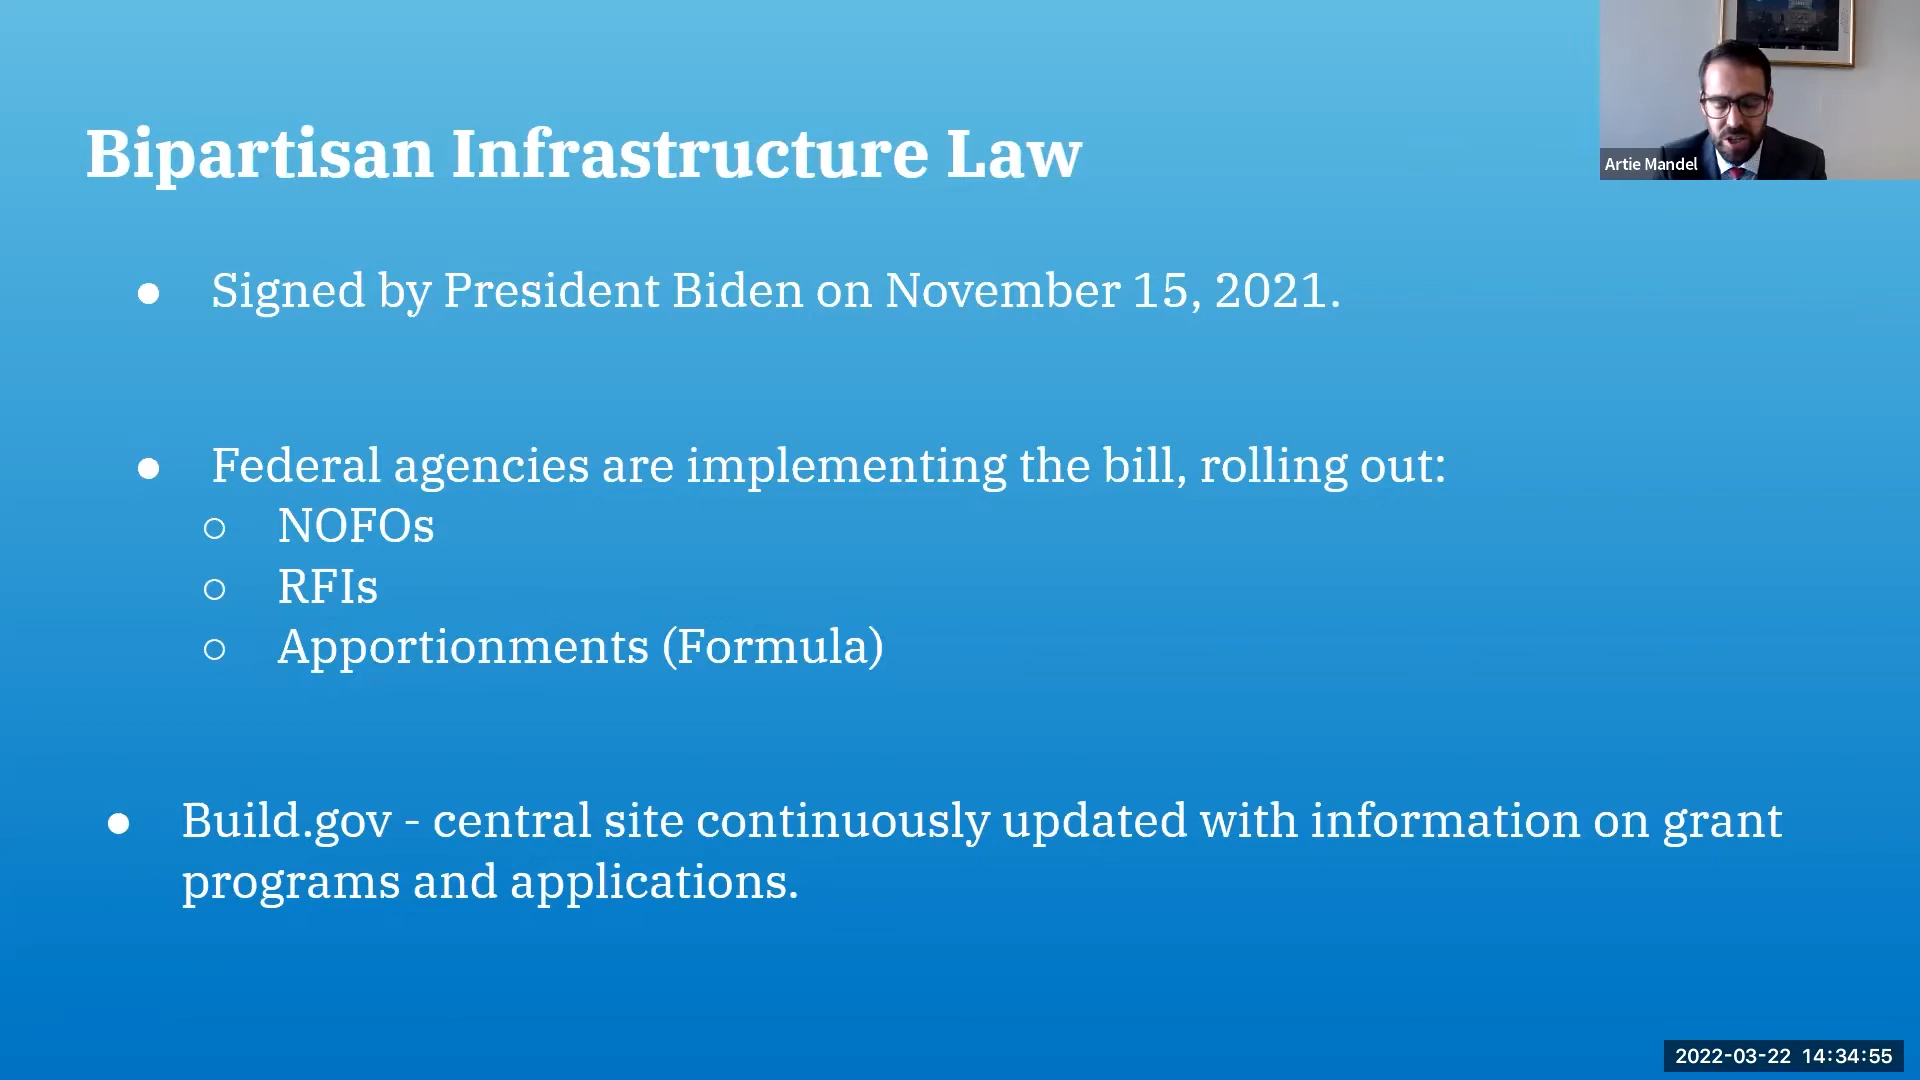 Bipartisan Infrastructure Law
Artie Mandel
● Signed by President Biden on November 15, 2021.
● Federal agencies are implementing the bill, rolling out:
○ NOFOs
○ RFIs
○ Apportionments (Formula)
● Build.gov - central site continuously updated with information on grant
programs and applications.
2022-03-22 14:34:55